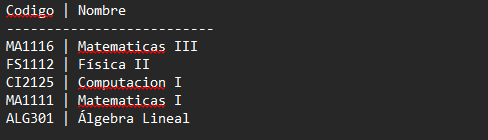 Codigo | Nombre
--------------------------
MA1116 | Matematicas III
FS1112 | Física II
CI2125 | Computacion I
MA1111 | Matematicas I
ALG301 | Álgebra Lineal